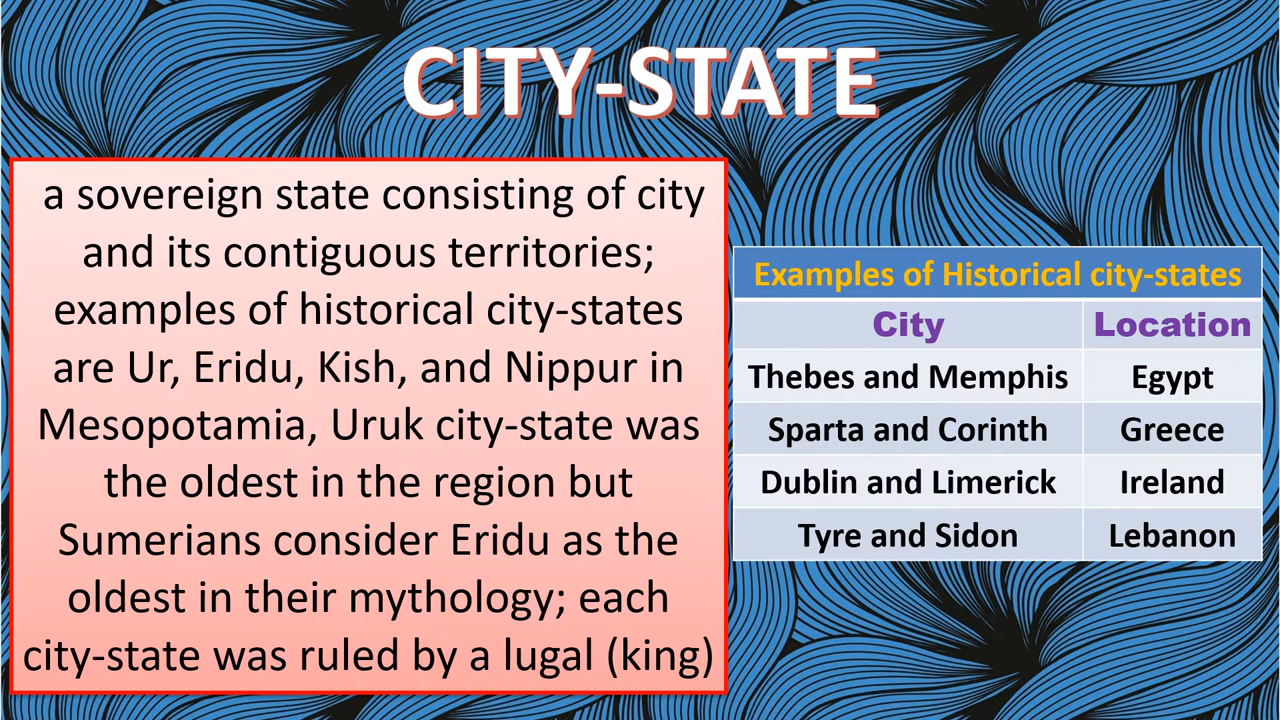 CITY-STATE
a sovereign state consisting of city
and its contiguous territories;
examples of historical city-states
are Ur, Eridu, Kish, and Nippur in
Mesopotamia, Uruk city-state was
the oldest in the region but
Sumerians consider Eridu as the
oldest in their mythology; each
city-state was ruled by a lugal (king)
Examples of Historical city-states
City Location
Thebes and Memphis Egypt
Sparta and Corinth Greece
Dublin and Limerick Ireland
Tyre and Sidon Lebanon